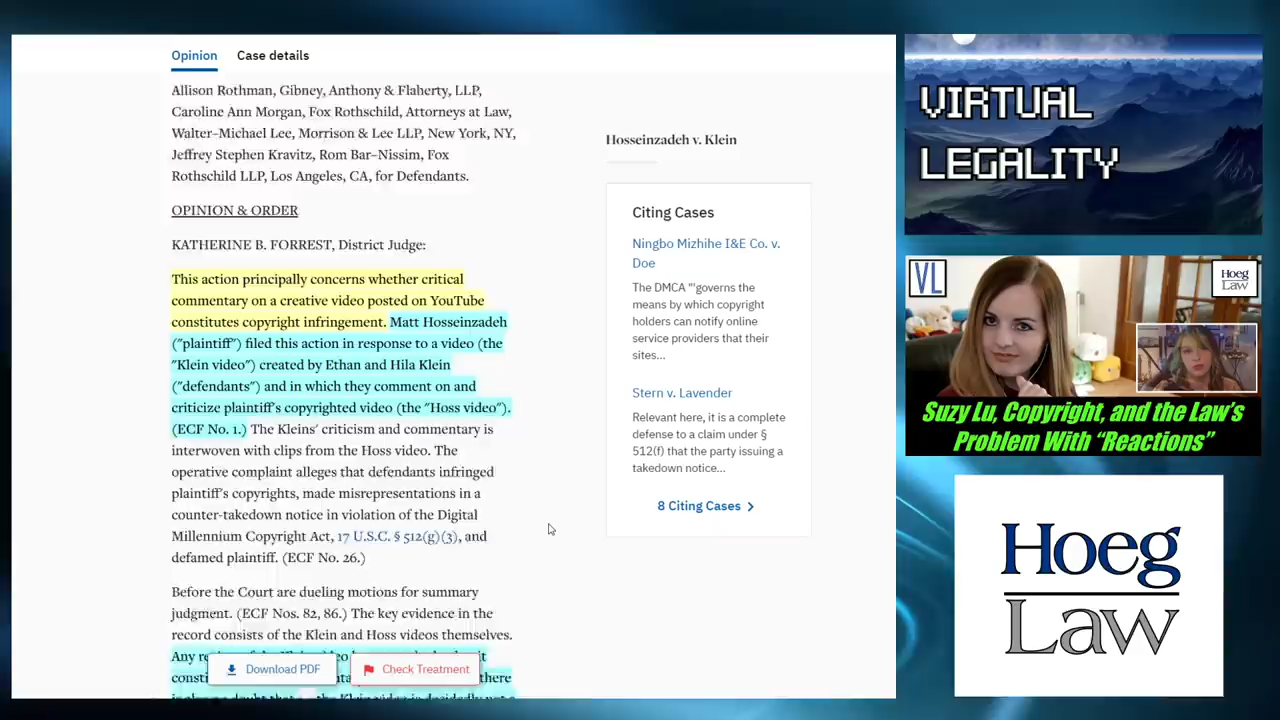 Opinion Case details
Allison Rothman, Gibney, Anthony & Flaherty, LLP,
Caroline Ann Morgan, Fox Rothschild, Attorneys at Law,
Walter–Michael Lee, Morrison & Lee LLP, New York, NY,
Jeffrey Stephen Kravitz, Rom Bar–Nissim, Fox
Rothschild LLP, Los Angeles, CA, for Defendants.
OPINION & ORDER
KATHERINE B. FORREST, District Judge:
This action principally concerns whether critical
commentary on a creative video posted on YouTube
constitutes copyright infringement. Matt Hosseinzadeh
("plaintiff") filed this action in response to a video (the
"Klein video") created by Ethan and Hila Klein
("defendants") and in which they comment on and
criticize plaintiff's copyrighted video (the "Hoss video").
(ECF No. 1.) The Kleins' criticism and commentary is
interwoven with clips from the Hoss video. The
operative complaint alleges that defendants infringed
plaintiff's copyrights, made misrepresentations in a
counter-takedown notice in violation of the Digital
Millennium Copyright Act, 17 U.S.C. § 512(g)(3), and
defamed plaintiff. (ECF No. 26.)
Before the Court are dueling motions for summary
judgment. (ECF Nos. 82, 86.) The key evidence in the
record consists of the Klein and Hoss videos themselves.
Any
Download PDF
Check Treatment
Hosseinzadeh v. Klein
Citing Cases
Ningbo Mizhihe I&E Co. v.
Doe
The DMCA "'governs the
means by which copyright
holders can notify online
service providers that their
sites...
Stern v. Lavender
Relevant here, it is a complete
defense to a claim under §
512(f) that the party issuing a
takedown notice...
8 Citing Cases
VIRTUAL
LEGALITY
VL
Hoeg
Law
Suzy Lu, Copyright, and the Law's
Problem With "Reactions"
Hoeg
Law